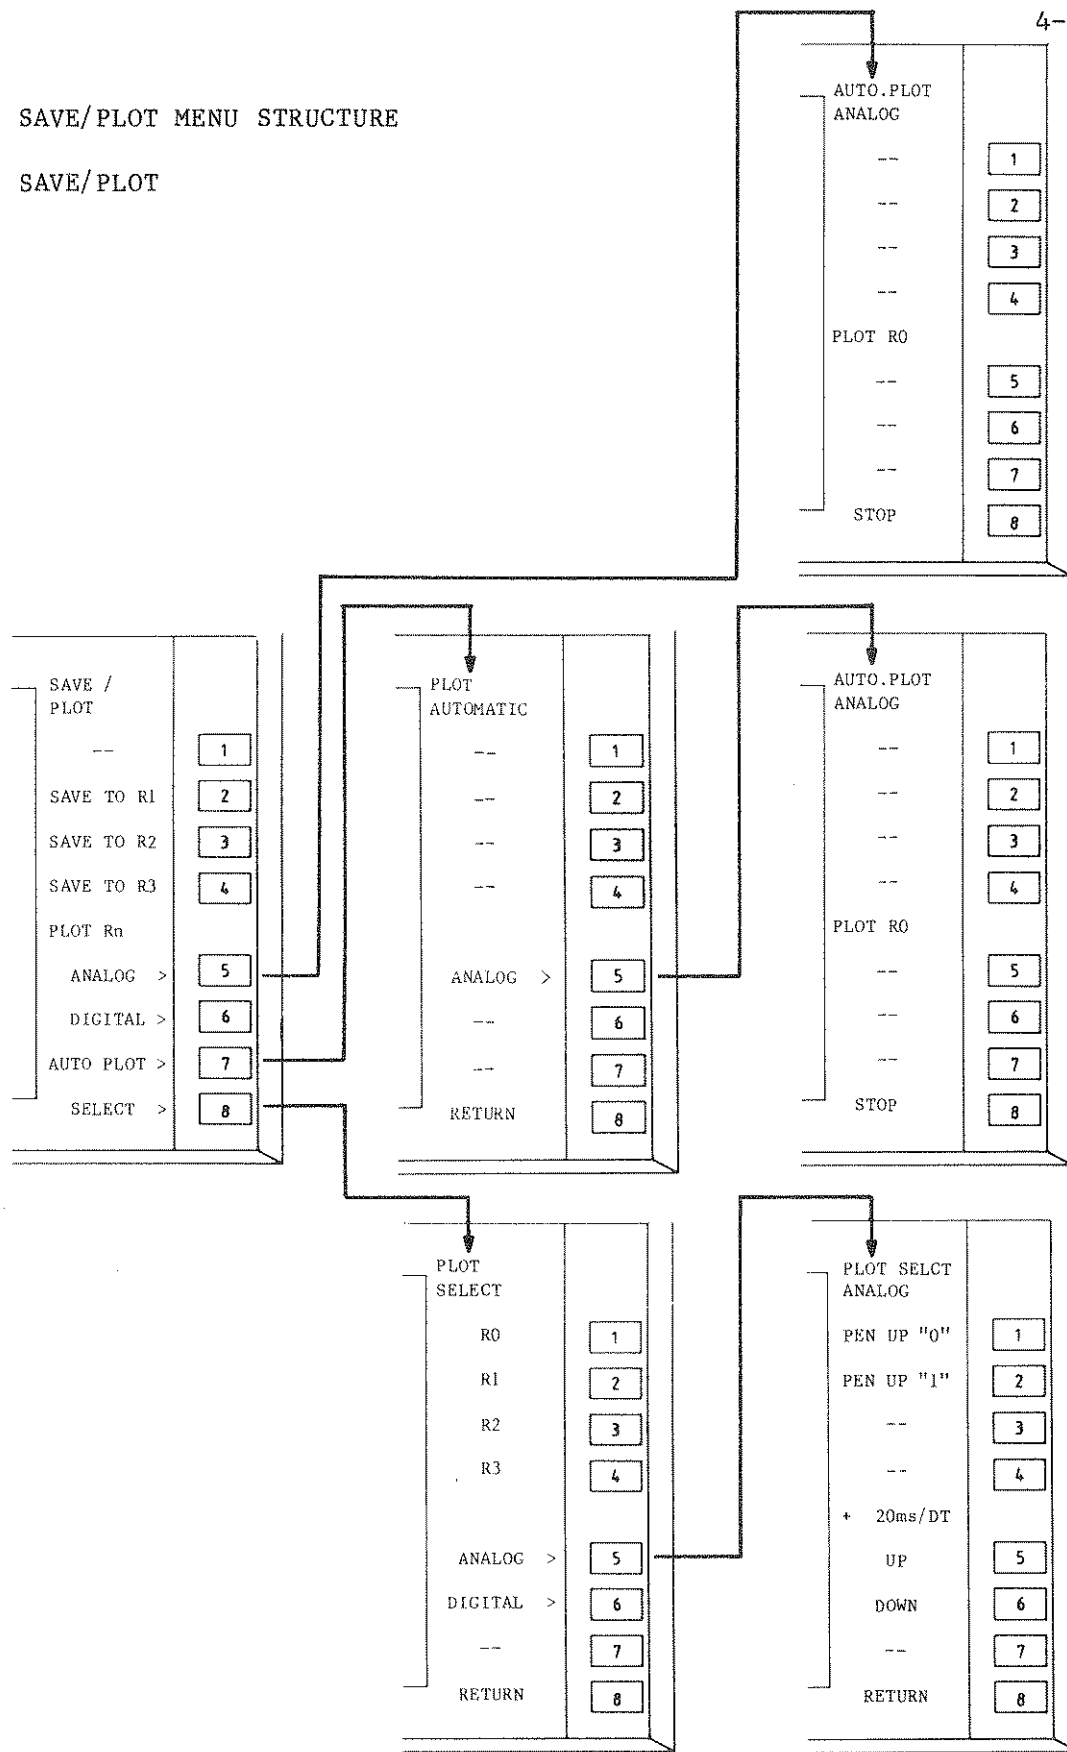 4-
SAVE/PLOT MENU STRUCTURE
SAVE/PLOT
AUTO.PLOT
ANALOG
-- 1
-- 2
-- 3
-- 4
PLOT R0
-- 5
-- 6
-- 7
STOP 8
SAVE /
PLOT
-- 1
SAVE TO R1 2
SAVE TO R2 3
SAVE TO R3 4
PLOT Rn
ANALOG > 5
DIGITAL > 6
AUTO PLOT > 7
SELECT > 8
PLOT
AUTOMATIC
-- 1
-- 2
-- 3
-- 4
ANALOG > 5
-- 6
-- 7
RETURN 8
AUTO.PLOT
ANALOG
-- 1
-- 2
-- 3
-- 4
PLOT R0
-- 5
-- 6
-- 7
STOP 8
PLOT
SELECT
R0 1
R1 2
R2 3
R3 4
ANALOG > 5
DIGITAL > 6
-- 7
RETURN 8
PLOT SELCT
ANALOG
PEN UP "0" 1
PEN UP "1" 2
-- 3
-- 4
+ 20ms/DT
UP 5
DOWN 6
-- 7
RETURN 8